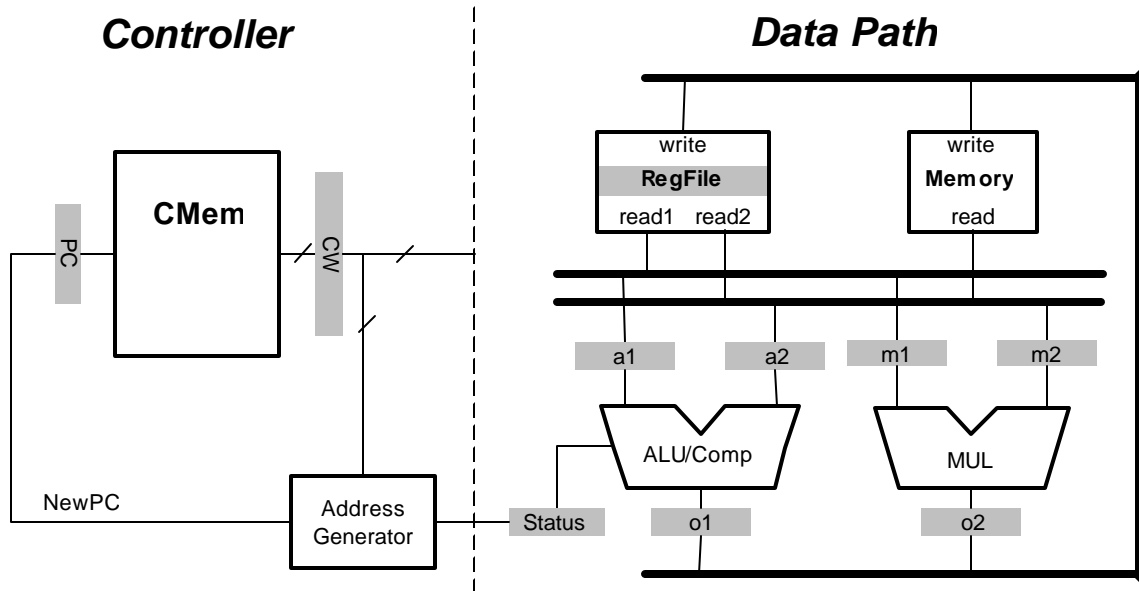 Controller
Data Path
CMem
PC
CW
NewPC
Address
Generator
write
RegFile
read1 read2
write
Memory
read
a1
a2
m1
m2
ALU/Comp
MUL
Status
o1
o2